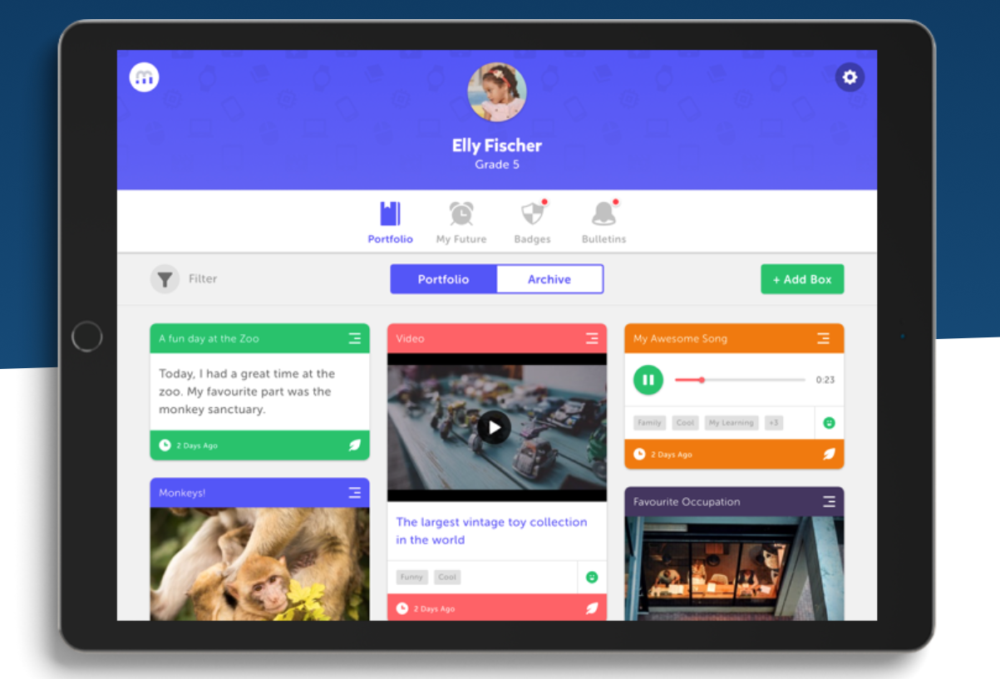 m
Elly Fischer
Grade 5
Portfolio
My Future
Badges
Bulletins
Filter
Portfolio
Archive
+ Add Box
A fun day at the Zoo
Today, I had a great time at the
zoo. My favourite part was the
monkey sanctuary.
2 Days Ago
Monkeys!
Video
The largest vintage toy collection
in the world
Funny
Cool
2 Days Ago
My Awesome Song
0:23
Family
Cool
My Learning
+3
2 Days Ago
Favourite Occupation